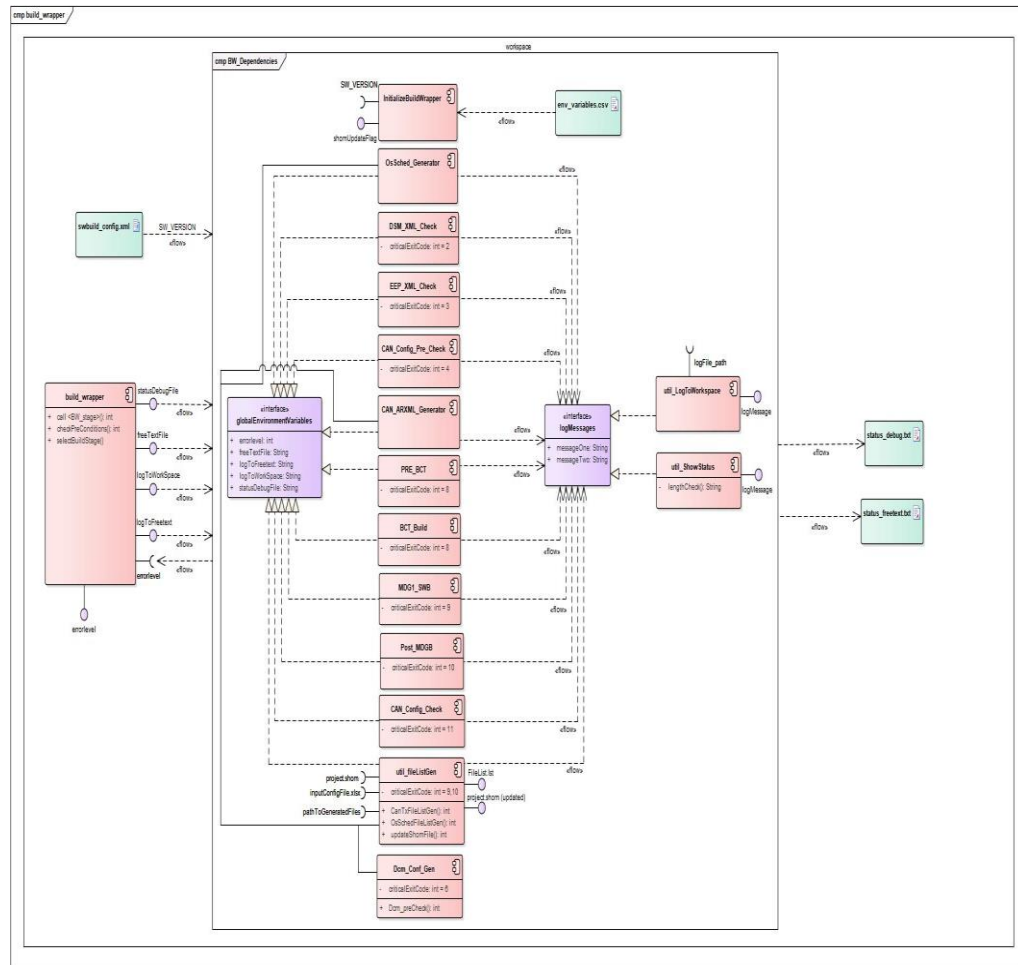 cmp build_wrapper
workspace
cmp BW_Dependencies
SW_VERSION
InitializeBuildWrapper
shomUpdateFlag
env_variables.csv
«flow»
OsSched_Generator
«flow»
swbuild_config.xml
SW_VERSION
«flow»
DSM_XML_Check
- criticalExitCode: int = 2
«flow»
EEP_XML_Check
- criticalExitCode: int = 3
«flow»
CAN_Config_Pre_Check
- criticalExitCode: int = 4
«flow»
build_wrapper
+ call <BW_stage>(): int
+ checkPreConditions(): int
+ selectBuildStage()
statusDebugFile
«flow»
freeTextFile
«flow»
logToWorkSpace
«flow»
logToFreetext
«flow»
errorlevel
«flow»
errorlevel
«interface»
globalEnvironmentVariables
+ errorlevel: int
+ freeTextFile: String
+ logToFreetext: String
+ logToWorkSpace: String
+ statusDebugFile: String
CAN_ARXML_Generator
«flow»
PRE_BCT
- criticalExitCode: int = 8
«flow»
«interface»
logMessages
+ messageOne: String
+ messageTwo: String
logFile_path
util_LogToWorkspace
logMessage
util_ShowStatus
- lengthCheck(): String
logMessage
status_debug.txt
«flow»
status_freetext.txt
«flow»
BCT_Build
- criticalExitCode: int = 8
«flow»
MDG1_SWB
- criticalExitCode: int = 9
«flow»
Post_MDGB
- criticalExitCode: int = 10
«flow»
CAN_Config_Check
- criticalExitCode: int = 11
«flow»
project.shom
inputConfigFile.xlsx
pathToGeneratedFiles
util_fileListGen
- criticalExitCode: int = 9,10
+ CanTxFileListGen(): int
+ OsSchedFileListGen(): int
+ updateShomFile(): int
FileList.lst
project.shom (updated)
«flow»
Dcm_Conf_Gen
- criticalExitCode: int = 6
+ Dcm_preCheck(): int